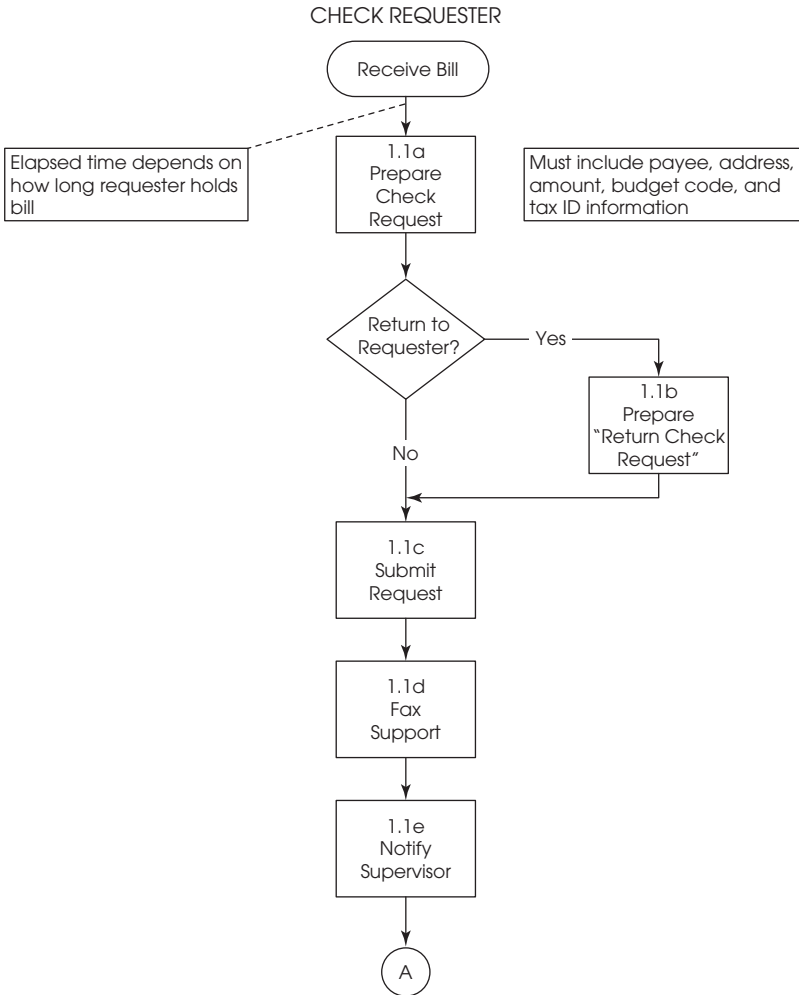 CHECK REQUESTER
Receive Bill
Elapsed time depends on
how long requester holds
bill
1.1a
Prepare
Check
Request
Must include payee, address,
amount, budget code, and
tax ID information
Return to
Requester?
Yes
1.1b
Prepare
“Return Check
Request”
No
1.1c
Submit
Request
1.1d
Fax
Support
1.1e
Notify
Supervisor
A